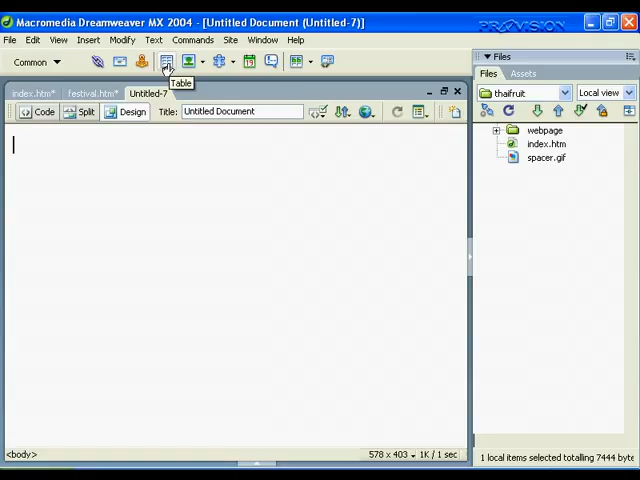 Macromedia Dreamweaver MX 2004 - [Untitled Document (Untitled-7)]
PROVISION
File Edit View Insert Modify Text Commands Site Window Help
Common
Table
Files
Files Assets
index.htm* festival.htm* Untitled-7
thaifruit Local view
Code Split Design Title: Untitled Document
webpage
index.htm
spacer.gif
<body> 578 x 403 1K / 1 sec
1 local items selected totalling 7444 byte